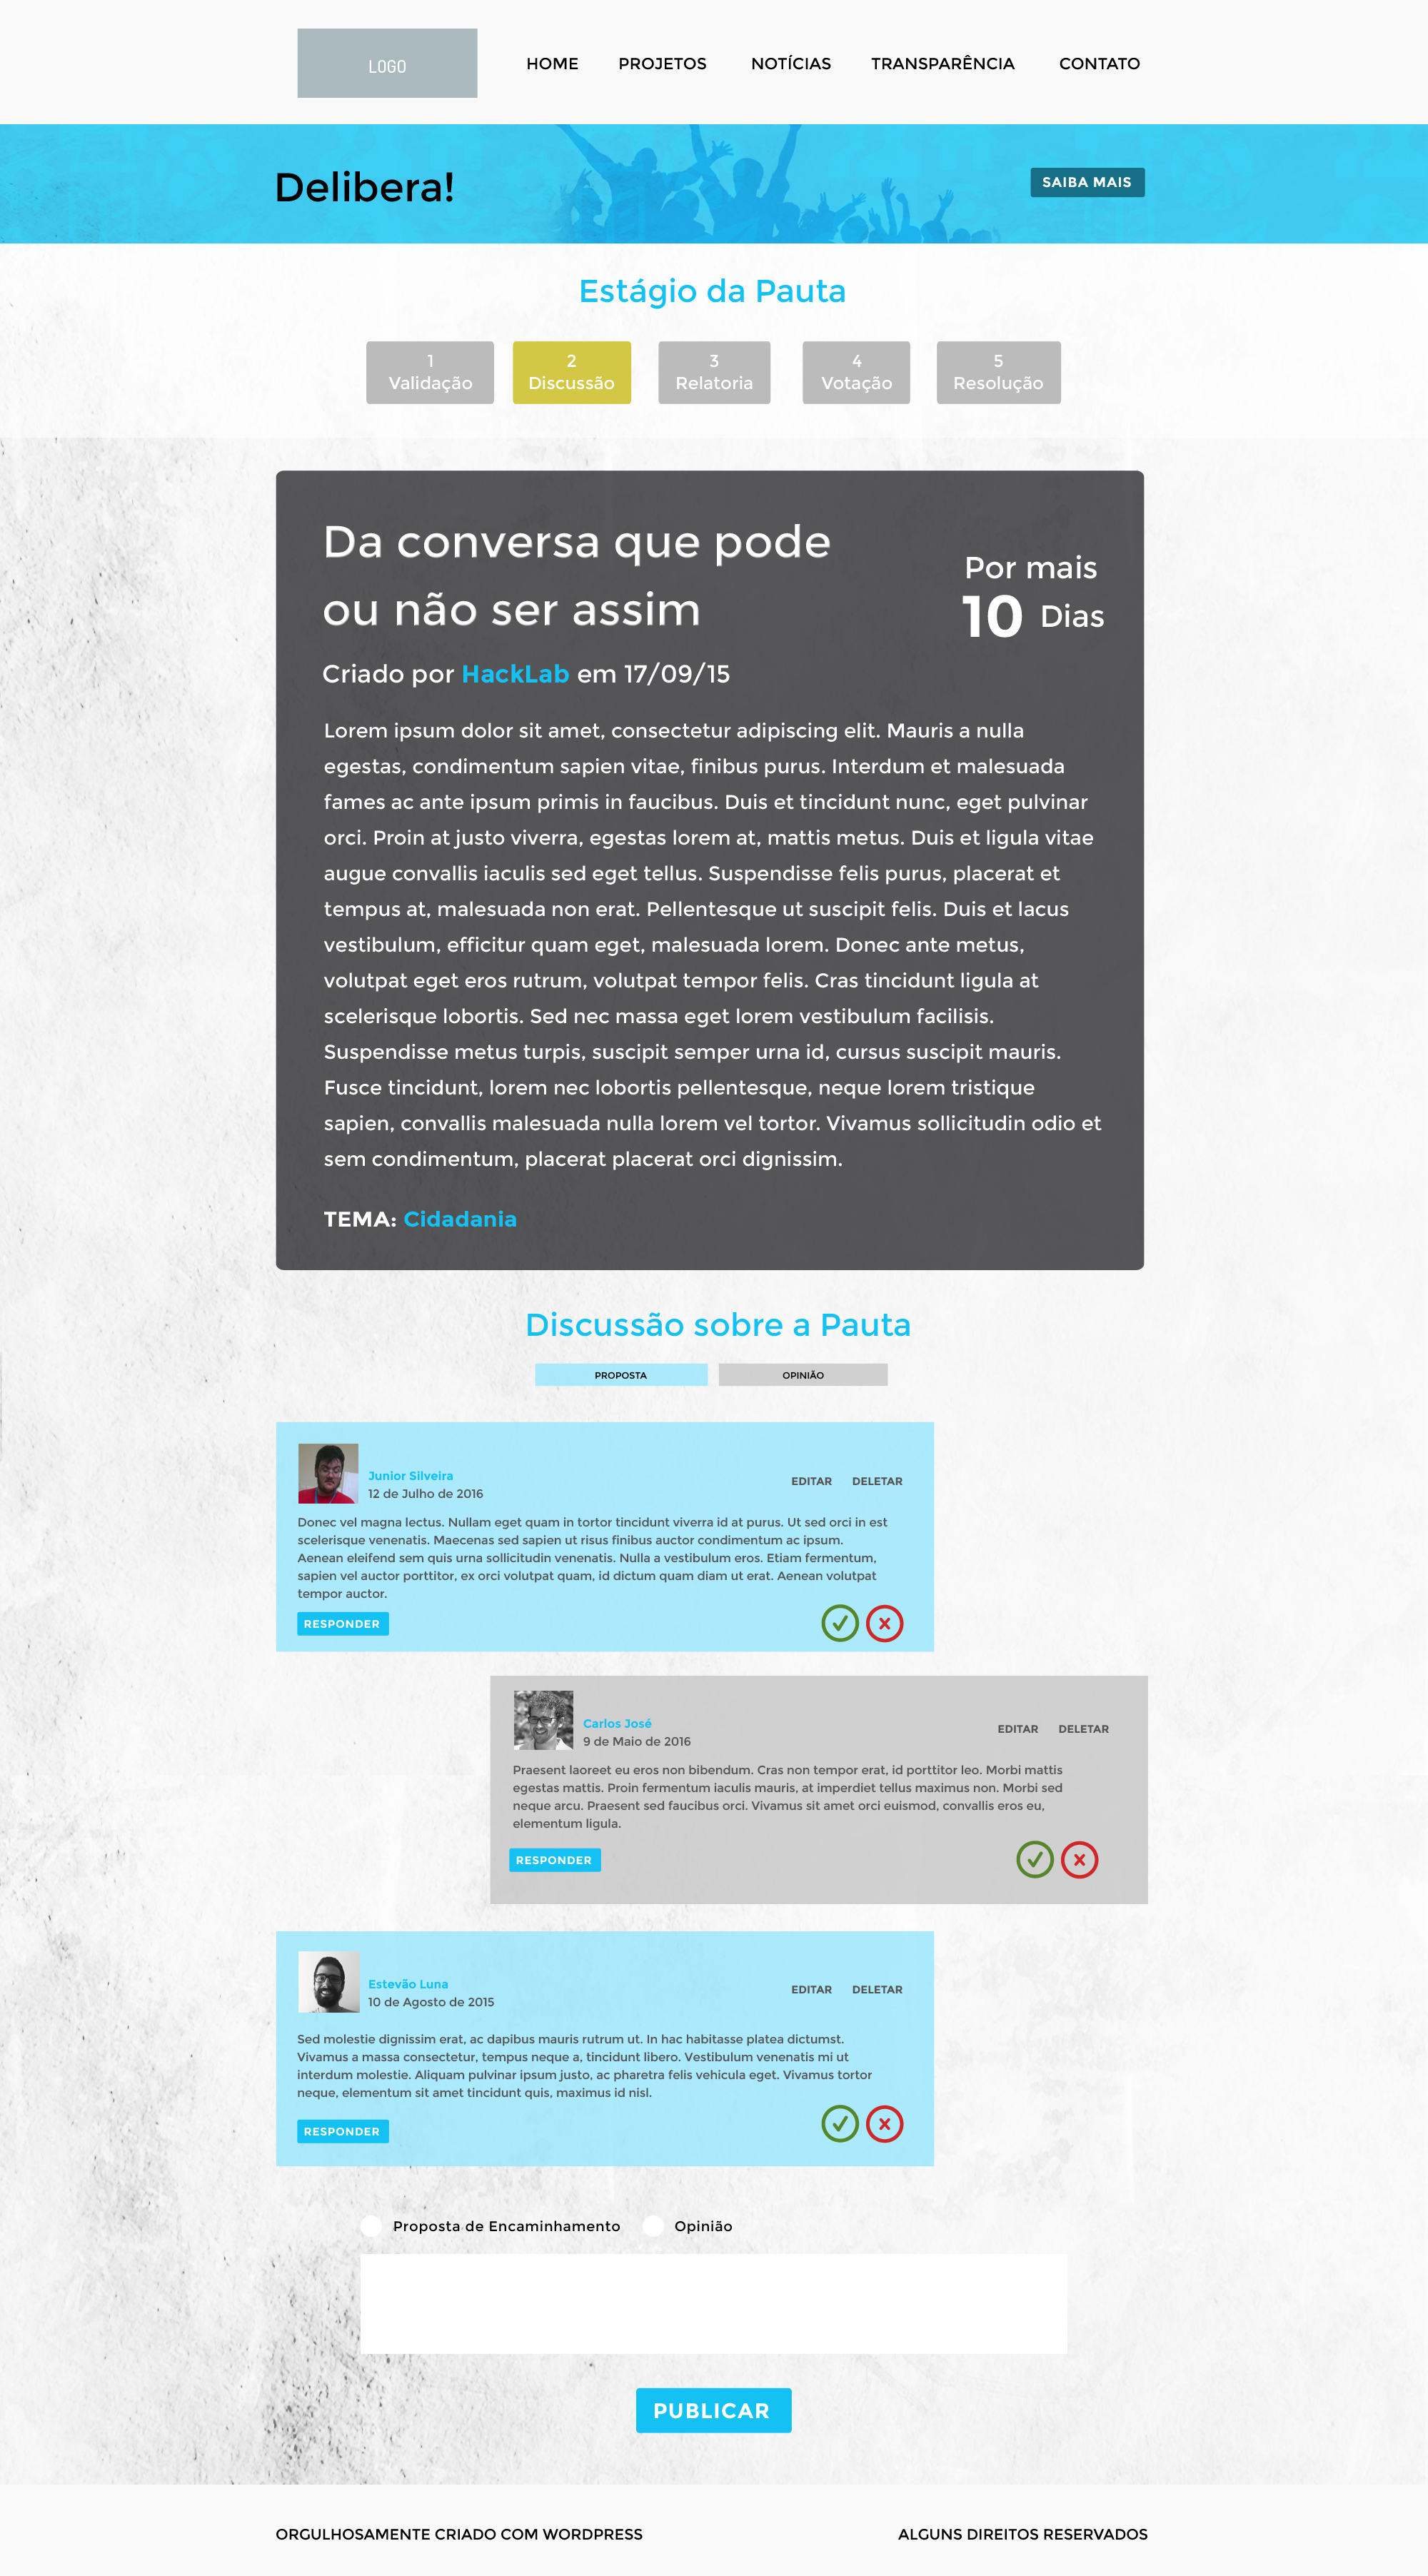 LOGO
HOME PROJETOS NOTÍCIAS TRANSPARÊNCIA CONTATO
Delibera!
SAIBA MAIS
Estágio da Pauta
1
Validação
2
Discussão
3
Relatoria
4
Votação
5
Resolução
Da conversa que pode
ou não ser assim
Por mais
10 Dias
Criado por HackLab em 17/09/15
Lorem ipsum dolor sit amet, consectetur adipiscing elit. Mauris a nulla
egestas, condimentum sapien vitae, finibus purus. Interdum et malesuada
fames ac ante ipsum primis in faucibus. Duis et tincidunt nunc, eget pulvinar
orci. Proin at justo viverra, egestas lorem at, mattis metus. Duis et ligula vitae
augue convallis iaculis sed eget tellus. Suspendisse felis purus, placerat et
tempus at, malesuada non erat. Pellentesque ut suscipit felis. Duis et lacus
vestibulum, efficitur quam eget, malesuada lorem. Donec ante metus,
volutpat eget eros rutrum, volutpat tempor felis. Cras tincidunt ligula at
scelerisque lobortis. Sed nec massa eget lorem vestibulum facilisis.
Suspendisse metus turpis, suscipit semper urna id, cursus suscipit mauris.
Fusce tincidunt, lorem nec lobortis pellentesque, neque lorem tristique
sapien, convallis malesuada nulla lorem vel tortor. Vivamus sollicitudin odio et
sem condimentum, placerat placerat orci dignissim.
TEMA: Cidadania
Discussão sobre a Pauta
PROPOSTA OPINIÃO
Junior Silveira
12 de Julho de 2016
EDITAR DELETAR
Donec vel magna lectus. Nullam eget quam in tortor tincidunt viverra id at purus. Ut sed orci in est
scelerisque venenatis. Maecenas sed sapien ut risus finibus auctor condimentum ac ipsum.
Aenean eleifend sem quis urna sollicitudin venenatis. Nulla a vestibulum eros. Etiam fermentum,
sapien vel auctor porttitor, ex orci volutpat quam, id dictum quam diam ut erat. Aenean volutpat
tempor auctor.
RESPONDER
Carlos José
9 de Maio de 2016
EDITAR DELETAR
Praesent laoreet eu eros non bibendum. Cras non tempor erat, id porttitor leo. Morbi mattis
egestas mattis. Proin fermentum iaculis mauris, at imperdiet tellus maximus non. Morbi sed
neque arcu. Praesent sed faucibus orci. Vivamus sit amet orci euismod, convallis eros eu,
elementum ligula.
RESPONDER
Estevão Luna
10 de Agosto de 2015
EDITAR DELETAR
Sed molestie dignissim erat, ac dapibus mauris rutrum ut. In hac habitasse platea dictumst.
Vivamus a massa consectetur, tempus neque a, tincidunt libero. Vestibulum venenatis mi ut
interdum molestie. Aliquam pulvinar ipsum justo, ac pharetra felis vehicula eget. Vivamus tortor
neque, elementum sit amet tincidunt quis, maximus id nisl.
RESPONDER
Proposta de Encaminhamento Opinião
PUBLICAR
ORGULHOSAMENTE CRIADO COM WORDPRESS ALGUNS DIREITOS RESERVADOS